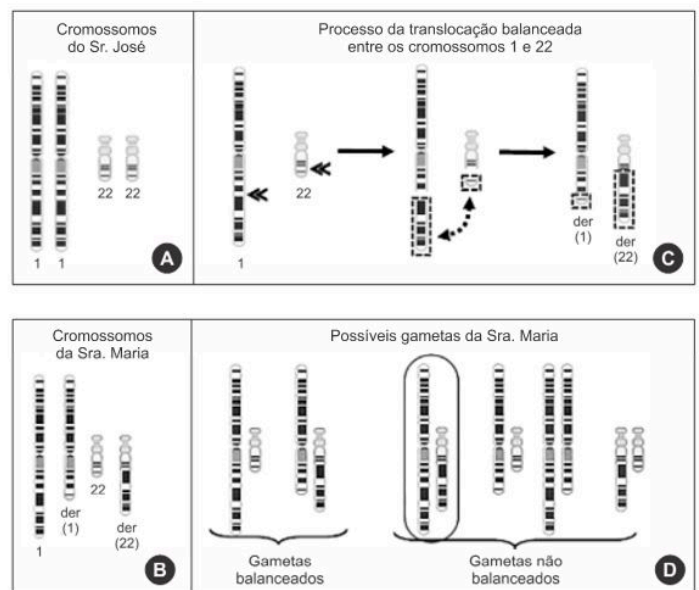 Cromossomos
do Sr. José
22 22
1 1
A
Processo da translocação balanceada
entre os cromossomos 1 e 22
22
1
der
(1)
der
(22)
C
Cromossomos
da Sra. Maria
22
der
(1)
der
(22)
1
B
Possíveis gametas da Sra. Maria
Gametas
balanceados
Gametas não
balanceados
D